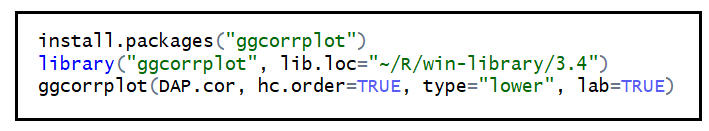 install.packages("ggcorrplot")
library("ggcorrplot", lib.loc="~/R/win-library/3.4")
ggcorrplot(DAP.cor, hc.order=TRUE, type="lower", lab=TRUE)